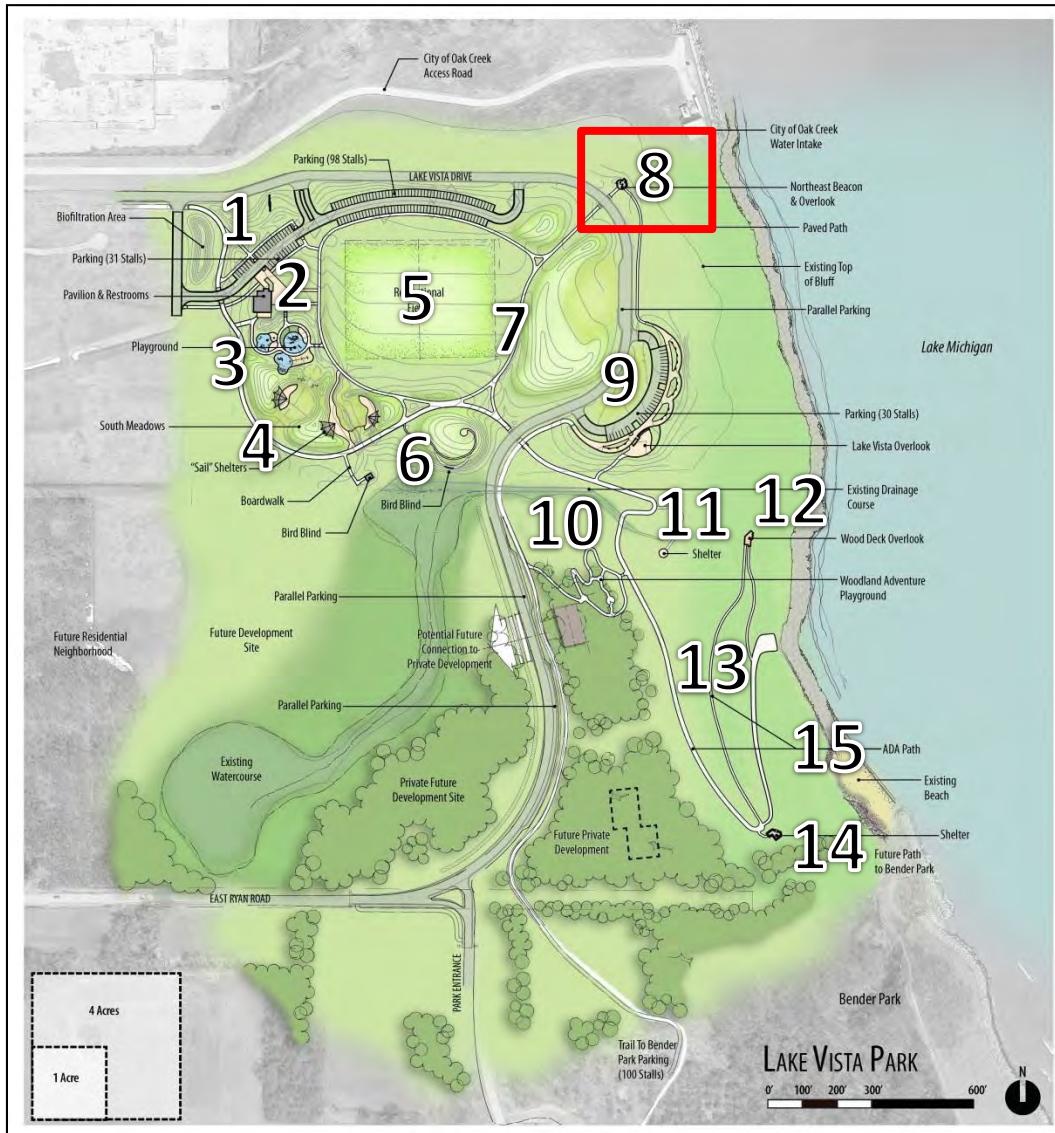 City of Oak Creek
Access Road
City of Oak Creek
Water Intake
Parking (98 Stalls)
LAKE VISTA DRIVE
8
Northeast Beacon
& Overlook
1
Biofiltration Area
Paved Path
Parking (31 Stalls)
Existing Top
of Bluff
2
5
Pavilion & Restrooms
7
Parallel Parking
Playground
3
Lake Michigan
9
Parking (30 Stalls)
South Meadows
4
6
Lake Vista Overlook
"Sail" Shelters
Boardwalk
Bird Blind
12
Existing Drainage
Course
10
11
Bird Blind
Wood Deck Overlook
Shelter
Woodland Adventure
Playground
Parallel Parking
Future Residential
Neighborhood
Future Development
Site
Potential Future
Connection to
Private Development
13
Parallel Parking
15
ADA Path
Existing
Watercourse
Existing
Beach
Private Future
Development Site
Future Private
Development
Shelter
14
Future Path
to Bender Park
EAST RYAN ROAD
PARK ENTRANCE
4 Acres
Bender Park
Trail To Bender
Park Parking
(100 Stalls)
1 Acre
LAKE VISTA PARK
N
0' 100' 200' 300' 600'